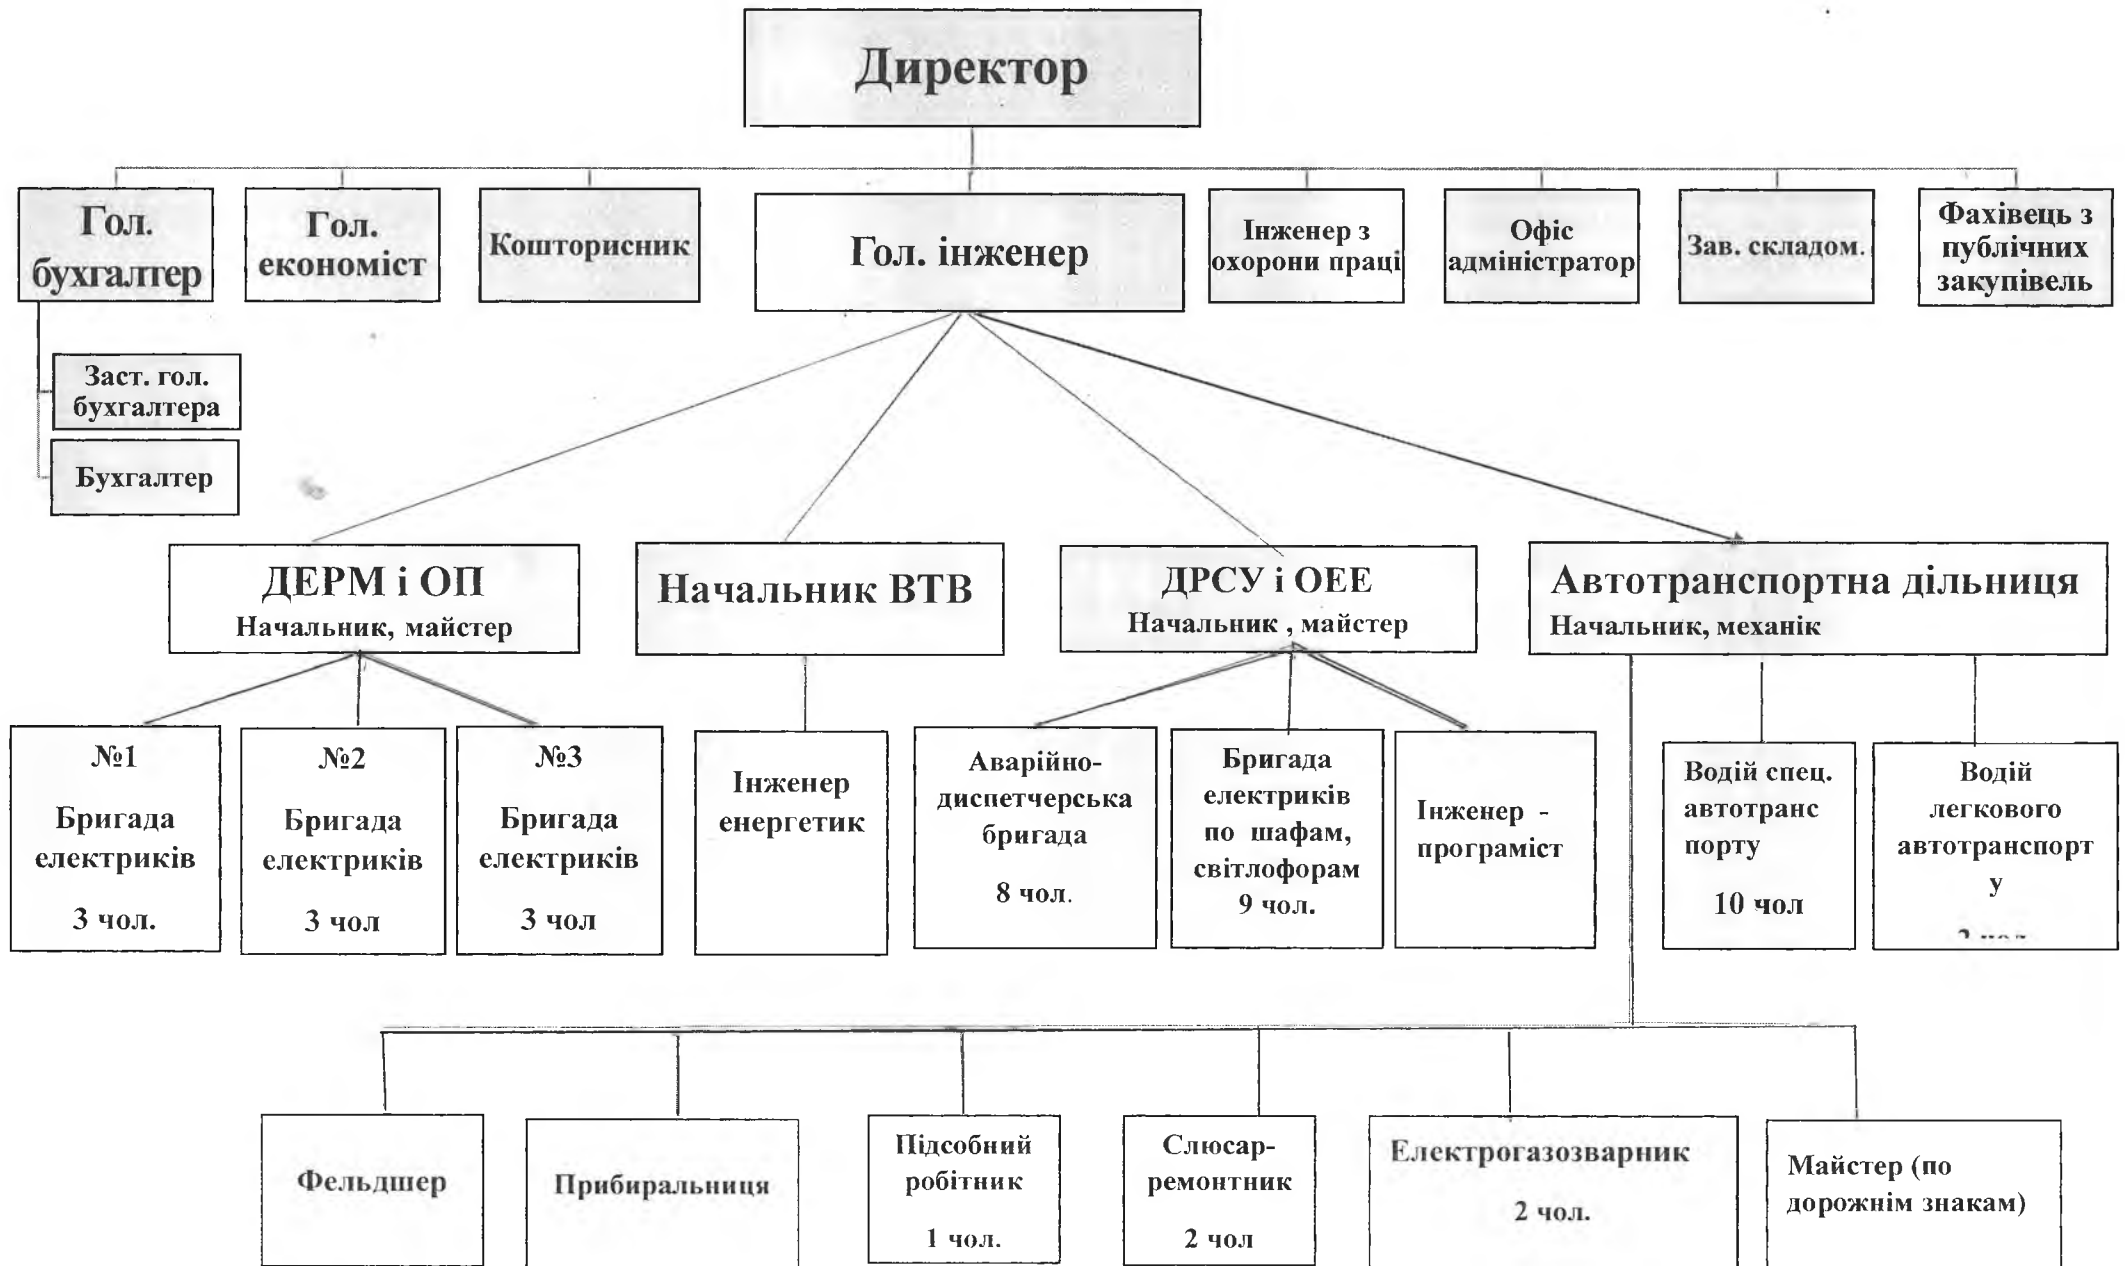 Директор
Гол.
бухгалтер
Гол.
економіст
Кошторисник
Гол. інженер
Інженер з
охорони праці
Офіс
адміністратор
Зав. складом.
Фахівець з
публічних
закупівель
Заст. гол.
бухгалтера
Бухгалтер
ДЕРМ і ОП
Начальник, майстер
Начальник ВТВ
ДРСУ і ОЕЕ
Начальник , майстер
Автотранспортна дільниця
Начальник, механік
№1
Бригада
електриків
3 чол.
№2
Бригада
електриків
3 чол
№3
Бригада
електриків
3 чол
Інженер
енергетик
Аварійно-
диспетчерська
бригада
8 чол.
Бригада
електриків
по шафам,
світлофорам
9 чол.
Інженер -
програміст
Водій спец.
автотранс
порту
10 чол
Водій
легкового
автотранспорт
у
Фельдшер
Прибиральниця
Підсобний
робітник
1 чол.
Слюсар-
ремонтник
2 чол
Електрогазозварник
2 чол.
Майстер (по
дорожнім знакам)